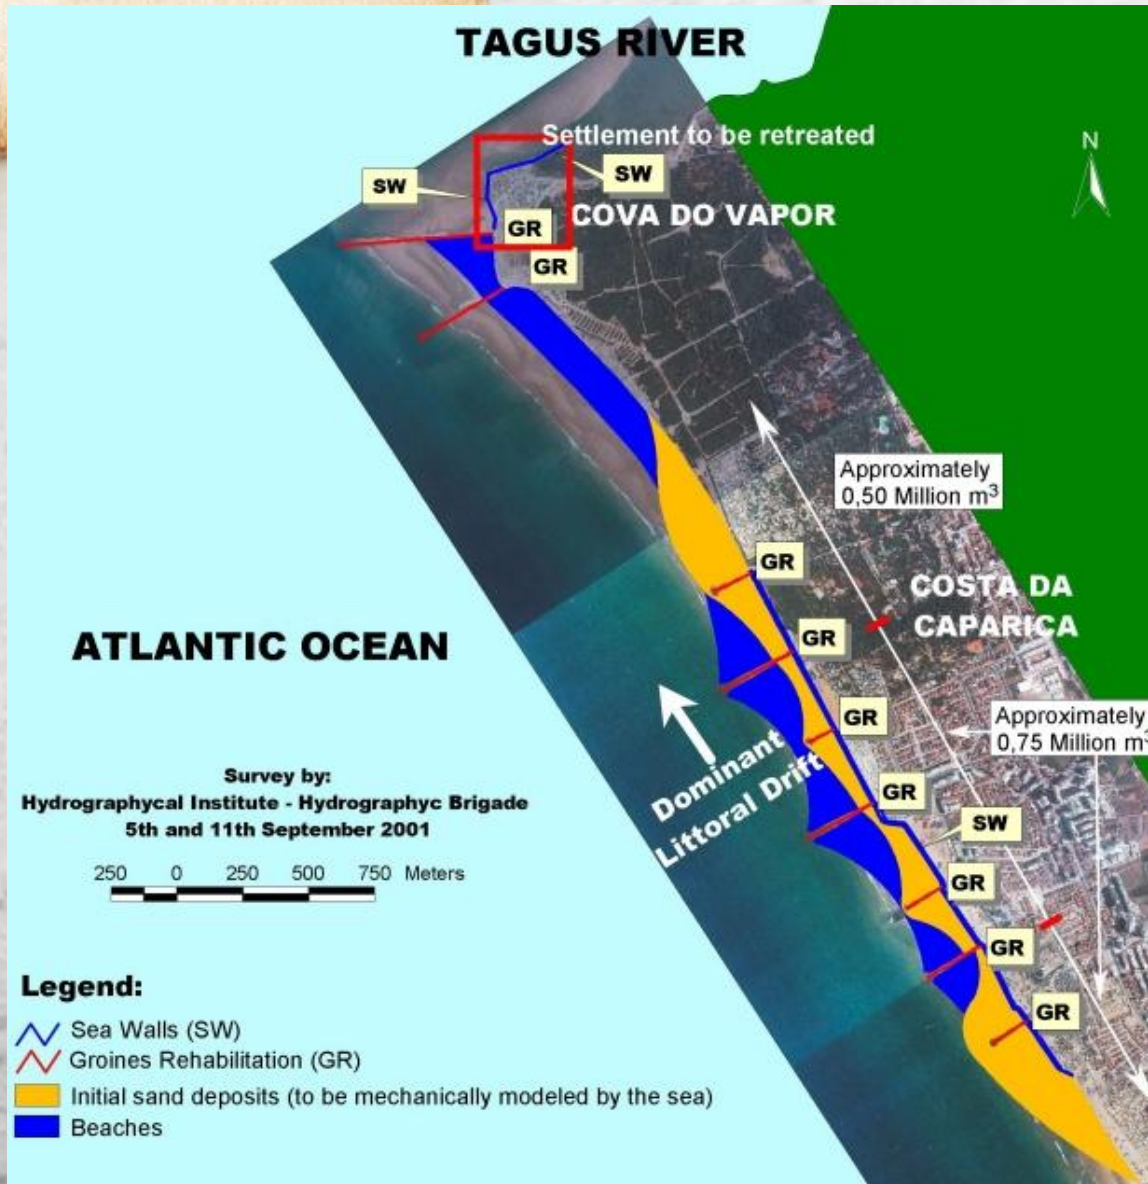 TAGUS RIVER
Settlement to be retreated
N
SW
SW
COVA DO VAPOR
GR
GR
Approximately
0,50 Million m³
GR
COSTA DA
CAPARICA
GR
ATLANTIC OCEAN
GR
Approximately
0,75 Million m³
Dominant
Littoral Drift
GR
SW
Survey by:
Hydrographycal Institute - Hydrographyc Brigade
5th and 11th September 2001
250 0 250 500 750 Meters
GR
GR
GR
Legend:
Sea Walls (SW)
Groines Rehabilitation (GR)
Initial sand deposits (to be mechanically modeled by the sea)
Beaches